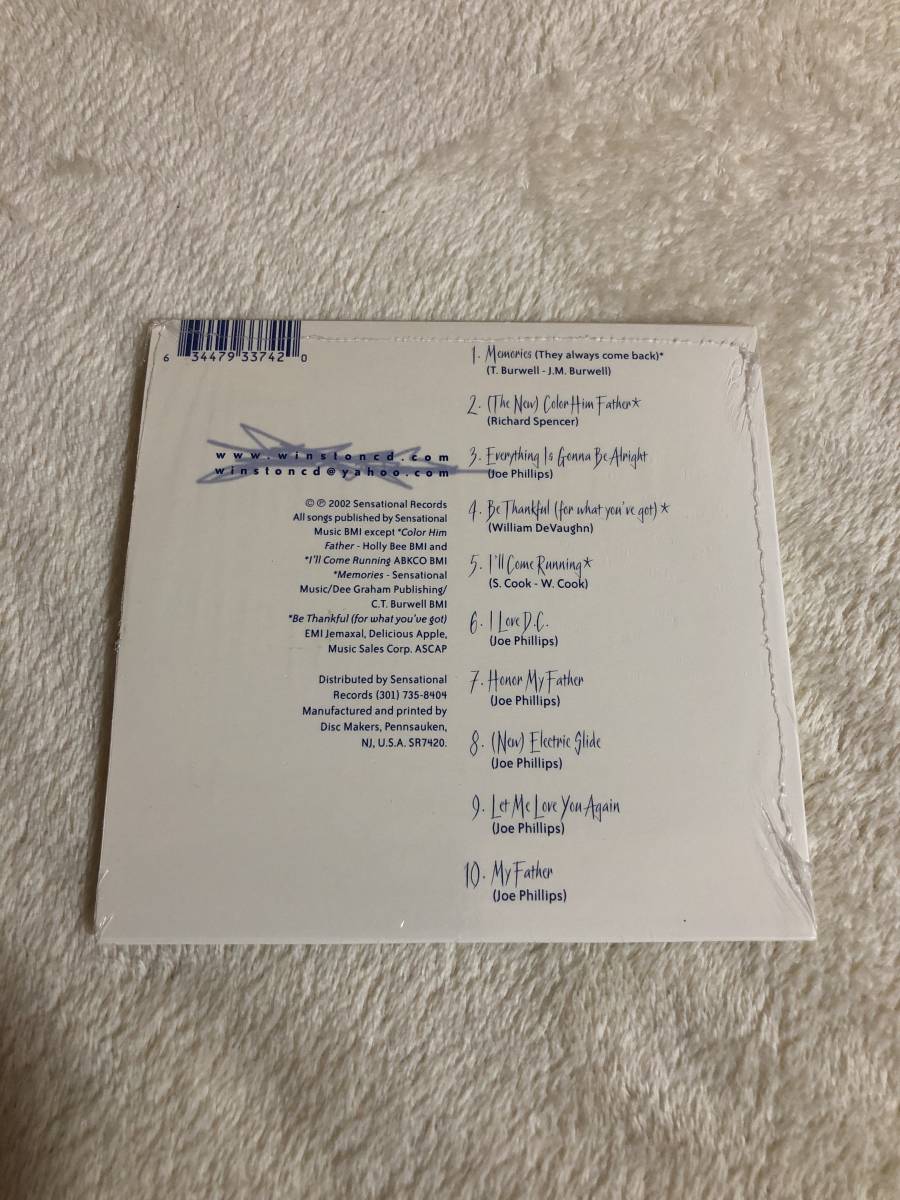 6 34479 33742 0
www.winstoncd.com
winstoncd@yahoo.com
© ℗ 2002 Sensational Records
All songs published by Sensational
Music BMI except *Color Him
Father - Holly Bee BMI and
*I'll Come Running ABKCO BMI
*Memories - Sensational
Music/Dee Graham Publishing/
C.T. Burwell BMI
*Be Thankful (for what you've got)
EMI Jemaxal, Delicious Apple,
Music Sales Corp. ASCAP
Distributed by Sensational
Records (301) 735-8404
Manufactured and printed by
Disc Makers, Pennsauken,
NJ, U.S.A. SR7420.
1. Memories (They always come back)*
(T. Burwell - J.M. Burwell)
2. (The New) Color Him Father*
(Richard Spencer)
3. Everything Is Gonna Be Alright
(Joe Phillips)
4. Be Thankful (for what you've got)*
(William DeVaughn)
5. I'll Come Running*
(S. Cook - W. Cook)
6. I Love D.C.
(Joe Phillips)
7. Honor My Father
(Joe Phillips)
8. (New) Electric Slide
(Joe Phillips)
9. Let Me Love You Again
(Joe Phillips)
10. My Father
(Joe Phillips)